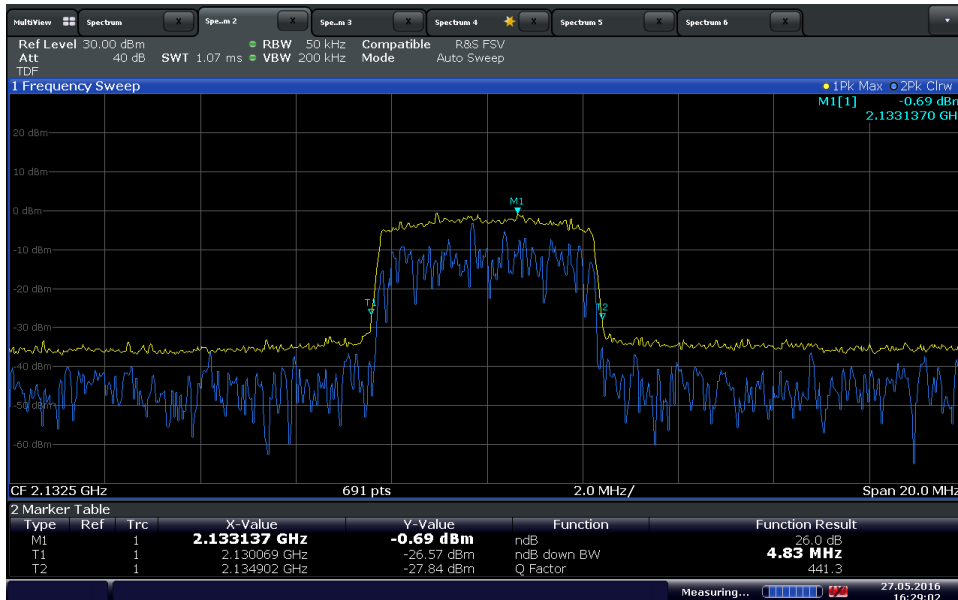 MultiView Spectrum X Spe..m 2 X Spe..m 3 X Spectrum 4 X Spectrum 5 X Spectrum 6 X
Ref Level 30.00 dBm RBW 50 kHz Compatible R&S FSV
Att 40 dB SWT 1.07 ms VBW 200 kHz Mode Auto Sweep
TDF
1 Frequency Sweep 1Pk Max 2Pk Clrw
M1[1] -0.69 dBm
2.1331370 GH
20 dBm
10 dBm
M1
0 dBm
-10 dBm
-20 dBm
T1
T2
-30 dBm
-40 dBm
-50 dBm
-60 dBm
CF 2.1325 GHz 691 pts 2.0 MHz/ Span 20.0 MHz
2 Marker Table
Type Ref Trc X-Value Y-Value Function Function Result
M1 1 2.133137 GHz -0.69 dBm ndB 26.0 dB
T1 1 2.130069 GHz -26.57 dBm ndB down BW 4.83 MHz
T2 1 2.134902 GHz -27.84 dBm Q Factor 441.3
Measuring... 27.05.2016
16:29:02